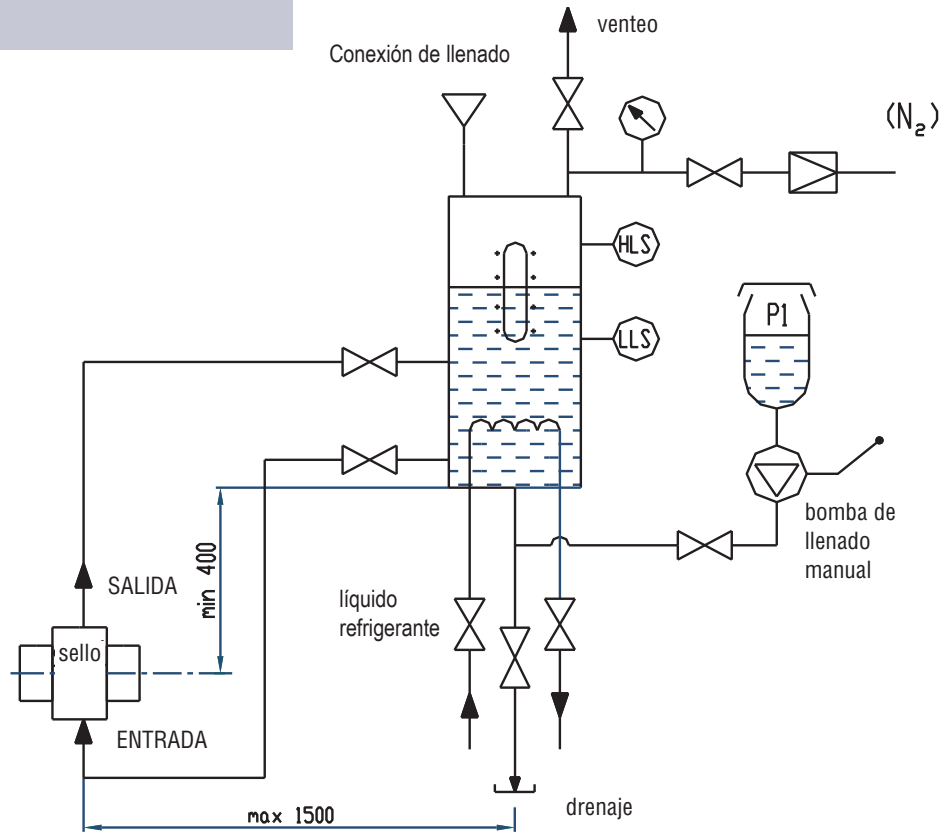 venteo
Conexión de llenado
(N₂)
HLS
P1
LLS
bomba de
llenado
manual
min 400
SALIDA
líquido
refrigerante
sello
ENTRADA
drenaje
max 1500